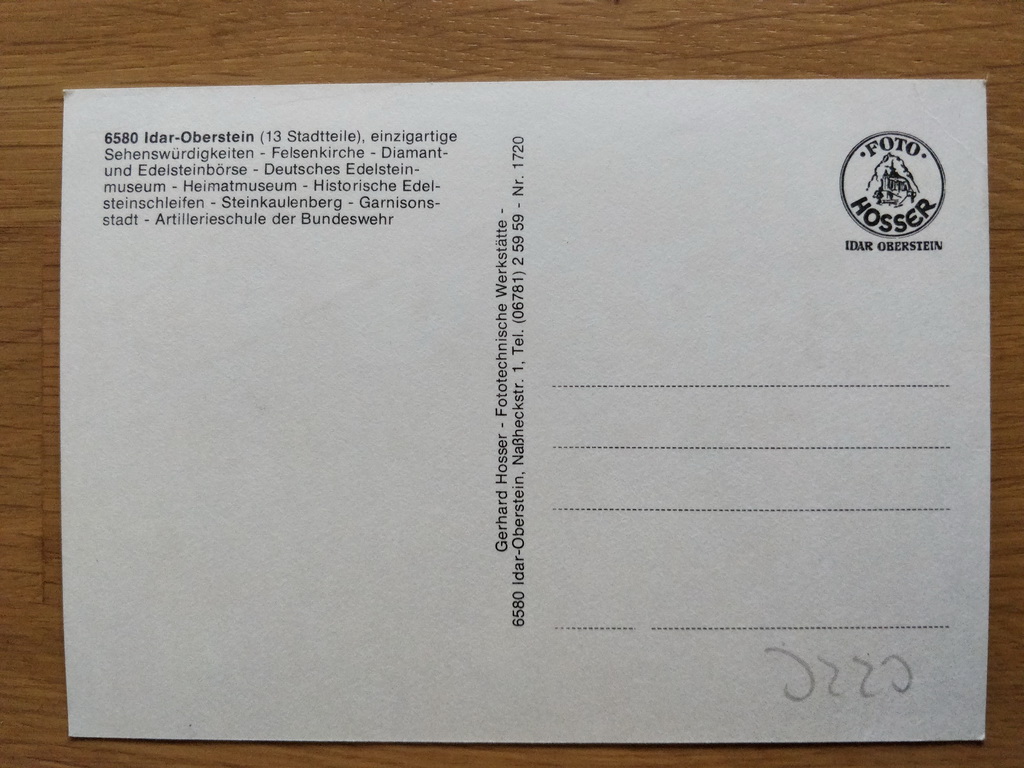 6580 Idar-Oberstein (13 Stadtteile), einzigartige
Sehenswürdigkeiten - Felsenkirche - Diamant-
und Edelsteinbörse - Deutsches Edelstein-
museum - Heimatmuseum - Historische Edel-
steinschleifen - Steinkaulenberg - Garnisons-
stadt - Artillerieschule der Bundeswehr
Gerhard Hosser - Fototechnische Werkstätte -
6580 Idar-Oberstein, Naßheckstr. 1, Tel. (06781) 2 59 59 - Nr. 1720
·FOTO·
HOSSER
IDAR OBERSTEIN